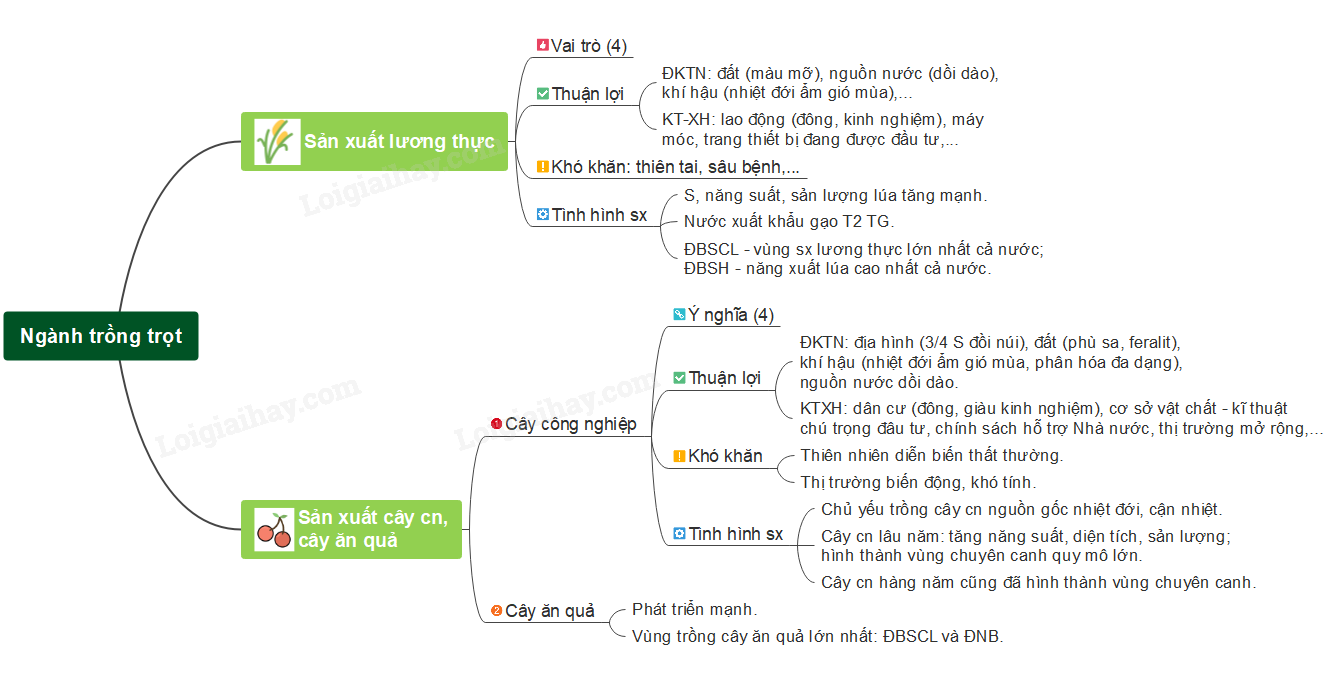 Ngành trồng trọt
Sản xuất lương thực
Vai trò (4)
Thuận lợi
ĐKTN: đất (màu mỡ), nguồn nước (dồi dào),
khí hậu (nhiệt đới ẩm gió mùa),...
KT-XH: lao động (đông, kinh nghiệm), máy
móc, trang thiết bị đang được đầu tư,...
Khó khăn: thiên tai, sâu bệnh,...
Tình hình sx
S, năng suất, sản lượng lúa tăng mạnh.
Nước xuất khẩu gạo T2 TG.
ĐBSCL - vùng sx lương thực lớn nhất cả nước;
ĐBSH - năng xuất lúa cao nhất cả nước.
Sản xuất cây cn,
cây ăn quả
1 Cây công nghiệp
Ý nghĩa (4)
Thuận lợi
ĐKTN: địa hình (3/4 S đồi núi), đất (phù sa, feralit),
khí hậu (nhiệt đới ẩm gió mùa, phân hóa đa dạng),
nguồn nước dồi dào.
KTXH: dân cư (đông, giàu kinh nghiệm), cơ sở vật chất - kĩ thuật
chú trọng đâu tư, chính sách hỗ trợ Nhà nước, thị trường mở rộng,...
Khó khăn
Thiên nhiên diễn biến thất thường.
Thị trường biến động, khó tính.
Tình hình sx
Chủ yếu trồng cây cn nguồn gốc nhiệt đới, cận nhiệt.
Cây cn lâu năm: tăng năng suất, diện tích, sản lượng;
hình thành vùng chuyên canh quy mô lớn.
Cây cn hàng năm cũng đã hình thành vùng chuyên canh.
2 Cây ăn quả
Phát triển mạnh.
Vùng trồng cây ăn quả lớn nhất: ĐBSCL và ĐNB.
Loigiaihay.com
Loigiaihay.com
Loigiaihay.com